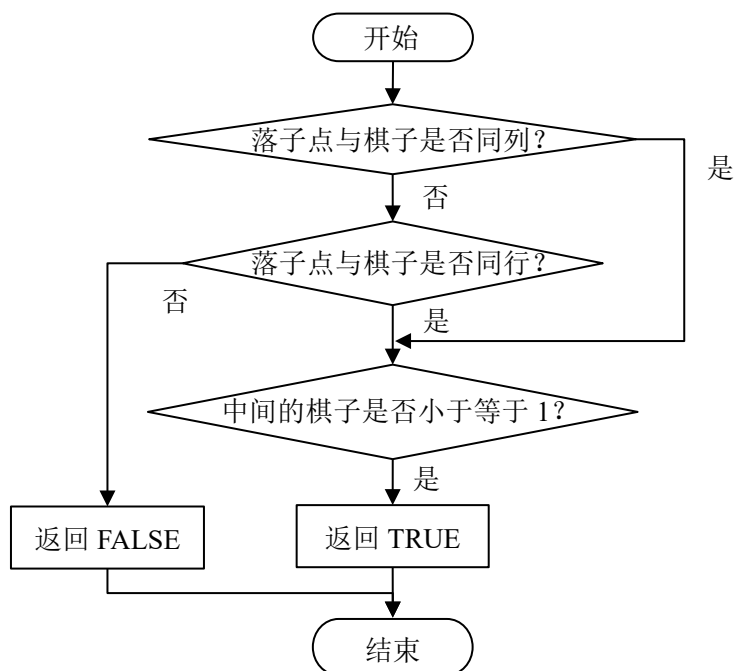 开始
落子点与棋子是否同列？
是
否
落子点与棋子是否同行？
否
是
中间的棋子是否小于等于 1？
是
返回 FALSE
返回 TRUE
结束